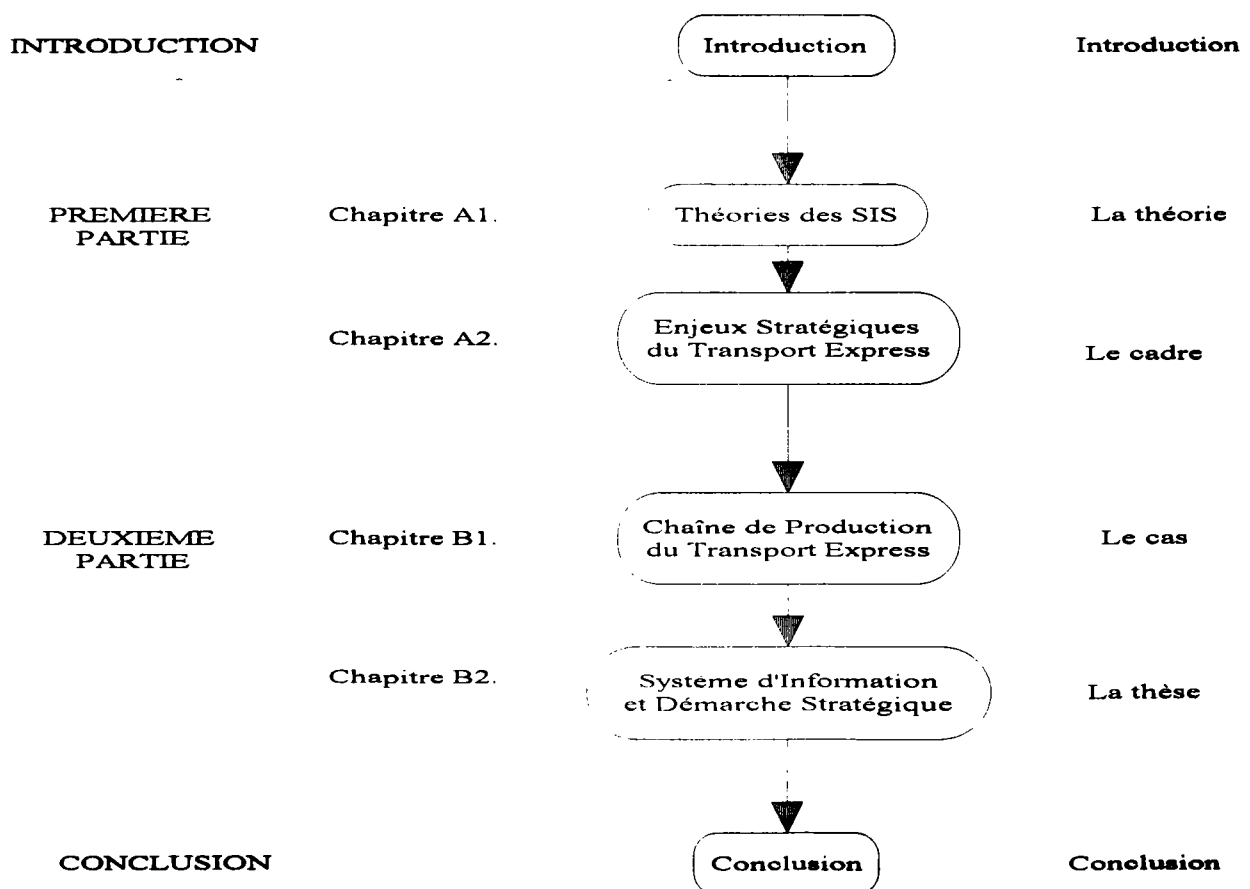 INTRODUCTION
Introduction
Introduction
PREMIERE
PARTIE
Chapitre A1.
Théories des SIS
La théorie
Chapitre A2.
Enjeux Stratégiques
du Transport Express
Le cadre
DEUXIEME
PARTIE
Chapitre B1.
Chaîne de Production
du Transport Express
Le cas
Chapitre B2.
Système d'Information
et Démarche Stratégique
La thèse
CONCLUSION
Conclusion
Conclusion